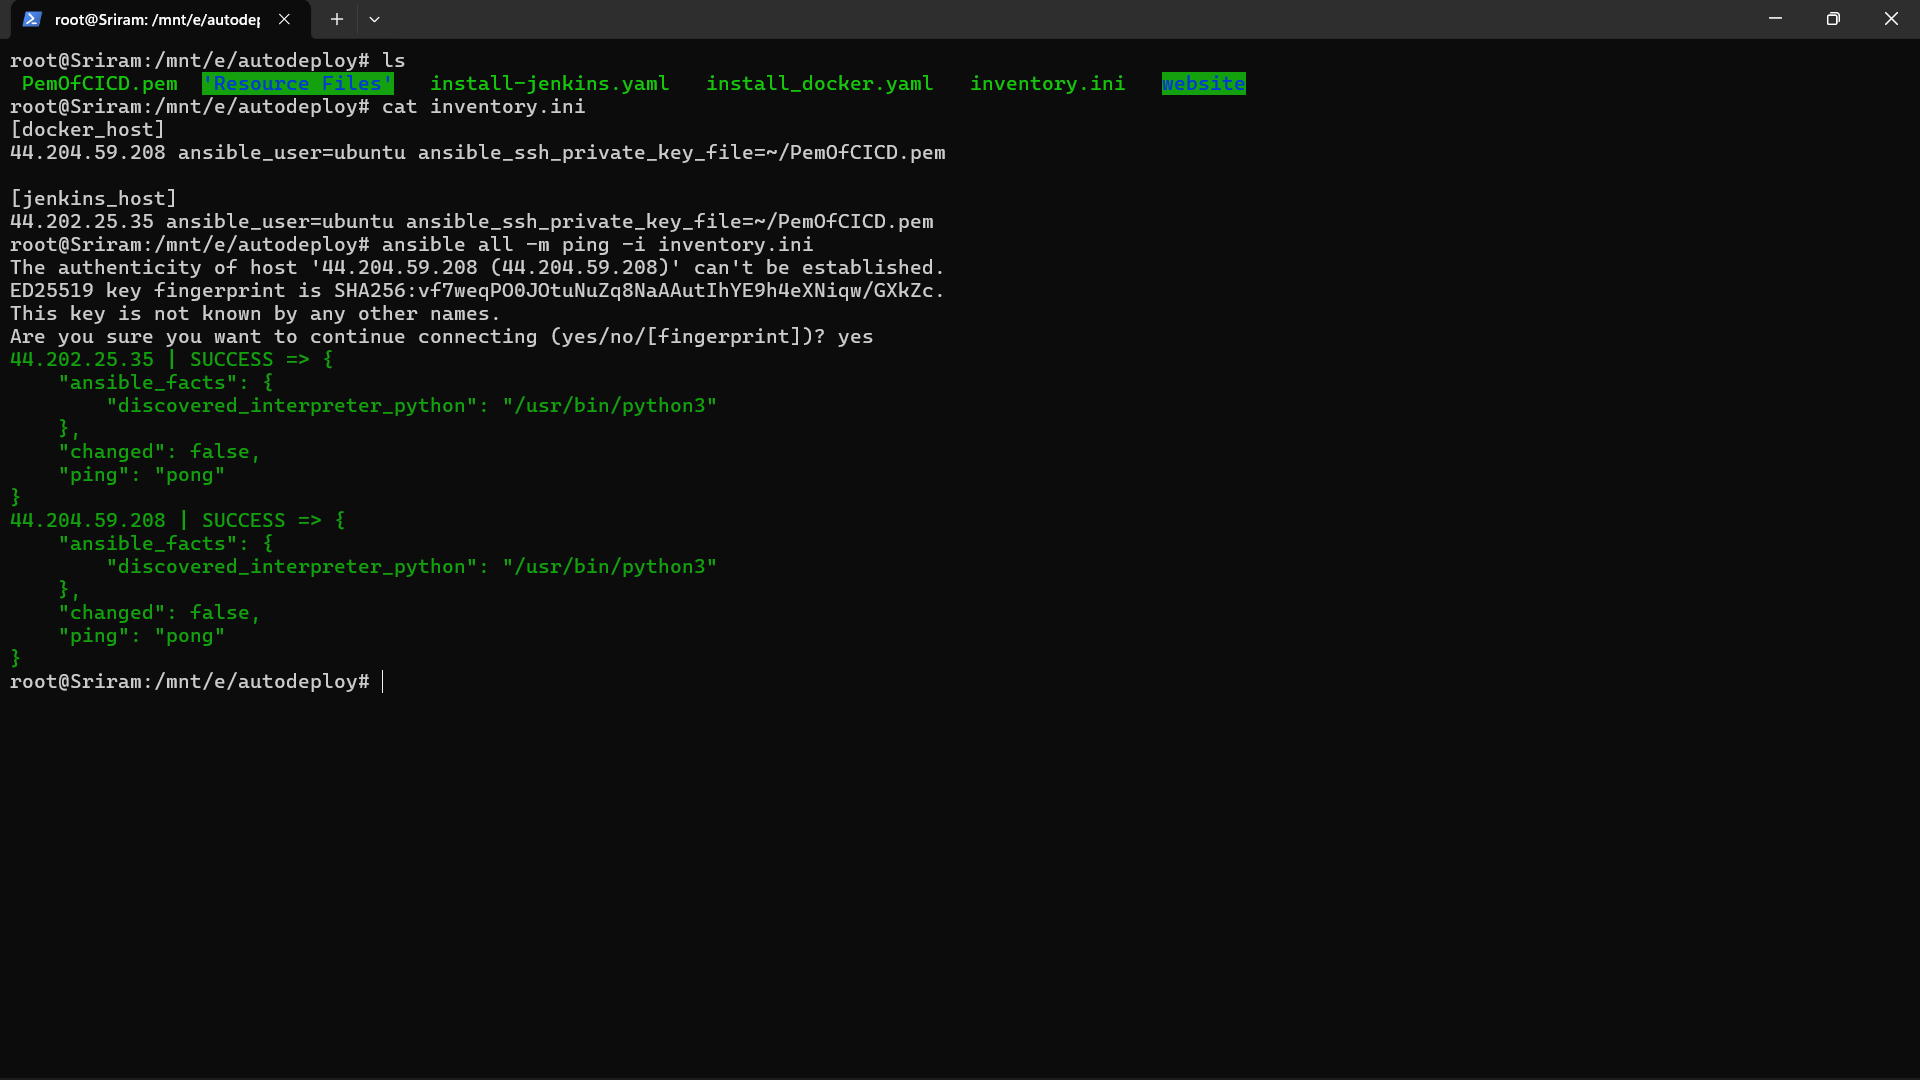 root@Sriram: /mnt/e/autodep
root@Sriram:/mnt/e/autodeploy# ls
PemOfCICD.pem 'Resource Files' install-jenkins.yaml install_docker.yaml inventory.ini website
root@Sriram:/mnt/e/autodeploy# cat inventory.ini
[docker_host]
44.204.59.208 ansible_user=ubuntu ansible_ssh_private_key_file=~/PemOfCICD.pem

[jenkins_host]
44.202.25.35 ansible_user=ubuntu ansible_ssh_private_key_file=~/PemOfCICD.pem
root@Sriram:/mnt/e/autodeploy# ansible all -m ping -i inventory.ini
The authenticity of host '44.204.59.208 (44.204.59.208)' can't be established.
ED25519 key fingerprint is SHA256:vf7weqPO0JOtuNuZq8NaAAutIhYE9h4eXNiqw/GXkZc.
This key is not known by any other names.
Are you sure you want to continue connecting (yes/no/[fingerprint])? yes
44.202.25.35 | SUCCESS => {
    "ansible_facts": {
        "discovered_interpreter_python": "/usr/bin/python3"
    },
    "changed": false,
    "ping": "pong"
}
44.204.59.208 | SUCCESS => {
    "ansible_facts": {
        "discovered_interpreter_python": "/usr/bin/python3"
    },
    "changed": false,
    "ping": "pong"
}
root@Sriram:/mnt/e/autodeploy#